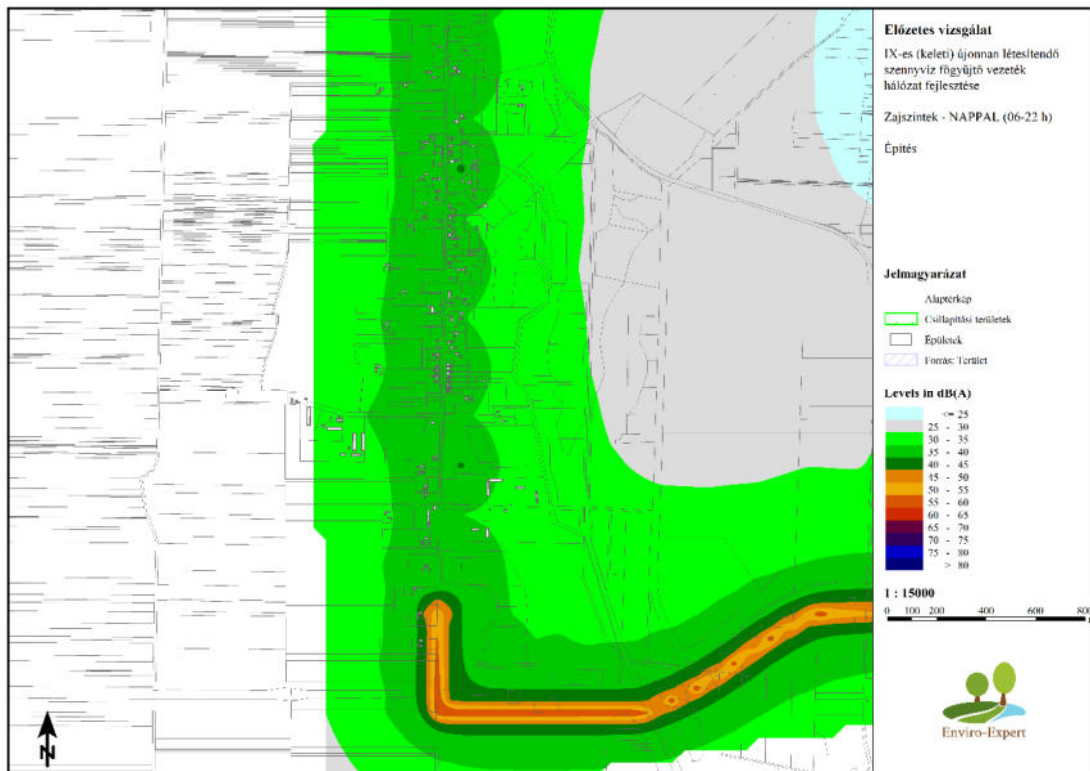 Előzetes vizsgálat
IX-es (keleti) újonnan létesítendő
szennyvíz főgyűjtő vezeték
hálózat fejlesztése
Zajszintek - NAPPAL (06-22 h)
Építés
Jelmagyarázat
Alaptérkép
Csillapítási területek
Épületek
Forrás: Terület
Levels in dB(A)
<= 25
25 - 30
30 - 35
35 - 40
40 - 45
45 - 50
50 - 55
55 - 60
60 - 65
65 - 70
70 - 75
75 - 80
> 80
1 : 15000
0 100 200 400 600 800
N
Enviro-Expert